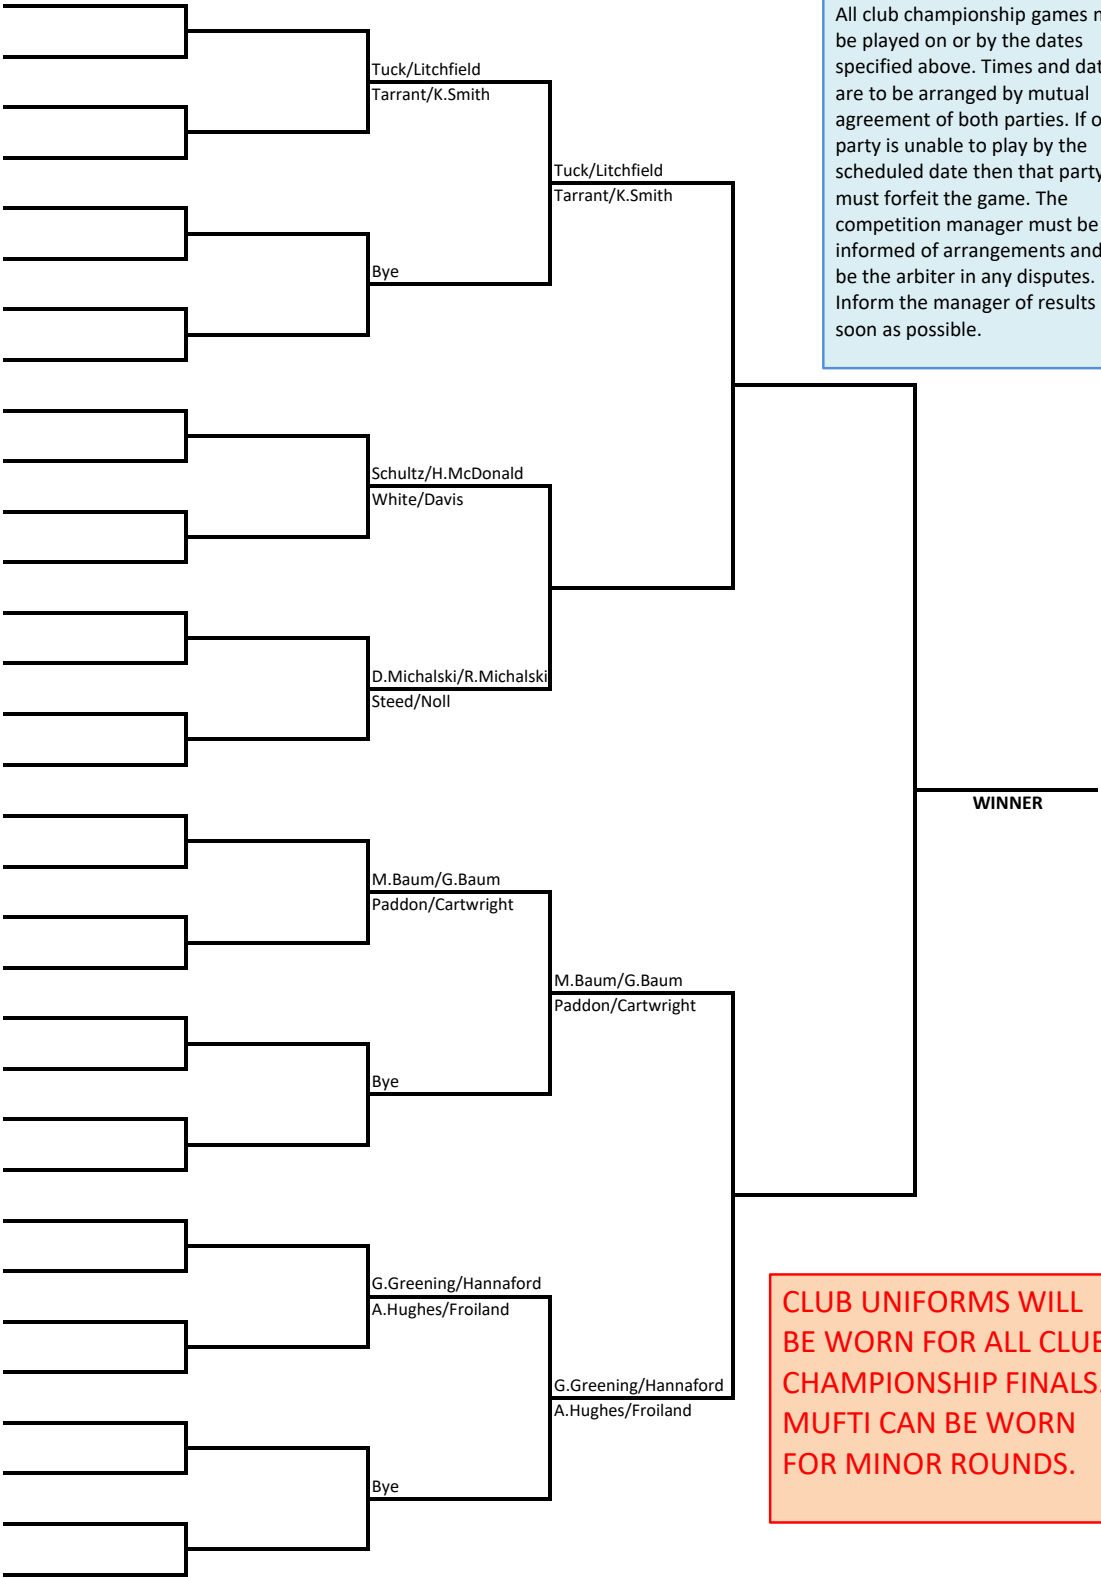 All club championship games
be played on or by the dates
specified above. Times and
are to be arranged by mutual
agreement of both parties. If
party is unable to play by the
scheduled date then that party
must forfeit the game. The
competition manager must be
informed of arrangements and
be the arbiter in any disputes.
Inform the manager of results
soon as possible.
Tuck/Litchfield
Tarrant/K.Smith
Tuck/Litchfield
Tarrant/K.Smith
Bye
Schultz/H.McDonald
White/Davis
D.Michalski/R.Michalski
Steed/Noll
WINNER
M.Baum/G.Baum
Paddon/Cartwright
M.Baum/G.Baum
Paddon/Cartwright
Bye
G.Greening/Hannaford
A.Hughes/Froiland
G.Greening/Hannaford
A.Hughes/Froiland
Bye
CLUB UNIFORMS WILL
BE WORN FOR ALL CLUB
CHAMPIONSHIP FINALS.
MUFTI CAN BE WORN
FOR MINOR ROUNDS.